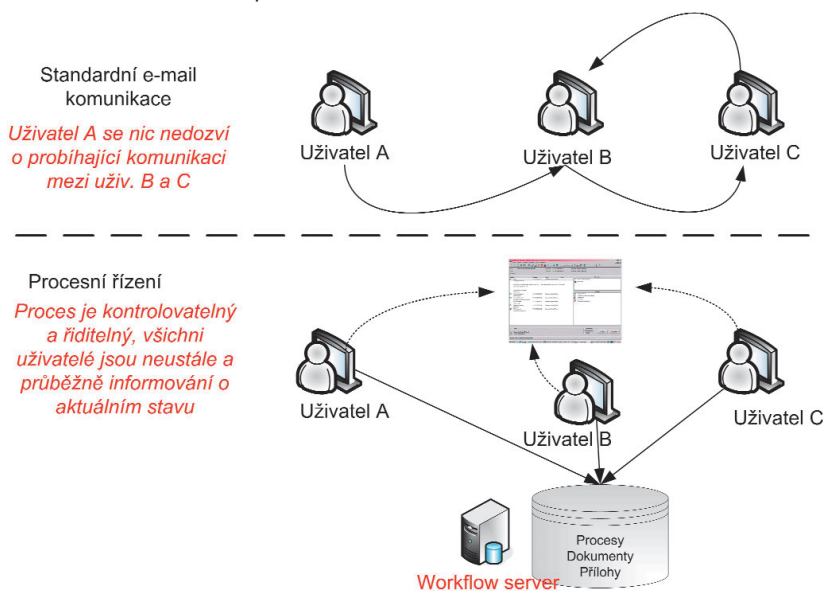 Standardní e-mail
komunikace
Uživatel A se nic nedozví
o probíhající komunikaci
mezi uživ. B a C
Uživatel A
Uživatel B
Uživatel C
Procesní řízení
Proces je kontrolovatelný
a řiditelný, všichni
uživatelé jsou neustále a
průběžně informování o
aktuálním stavu
Uživatel A
Uživatel B
Uživatel C
Procesy
Dokumenty
Přílohy
Workflow server